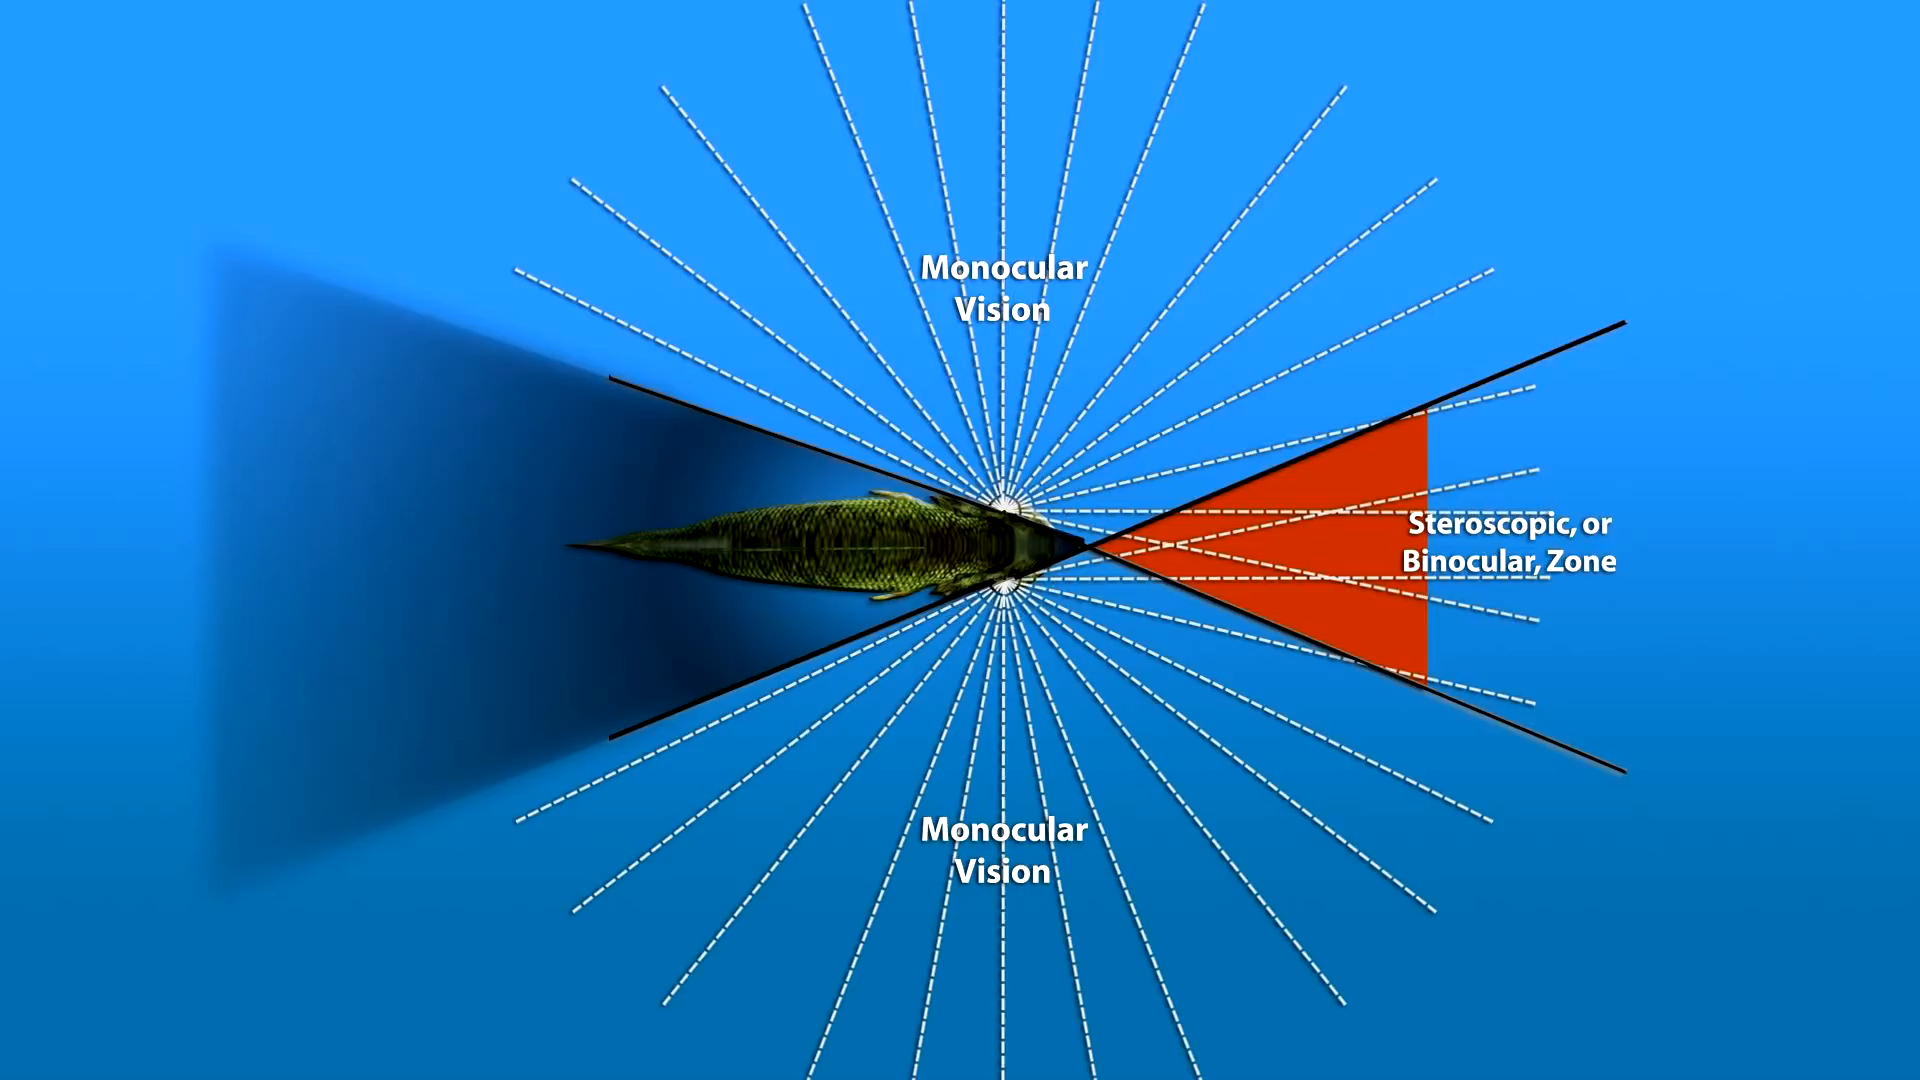 Monocular
Vision
Steroscopic, or
Binocular, Zone
Monocular
Vision